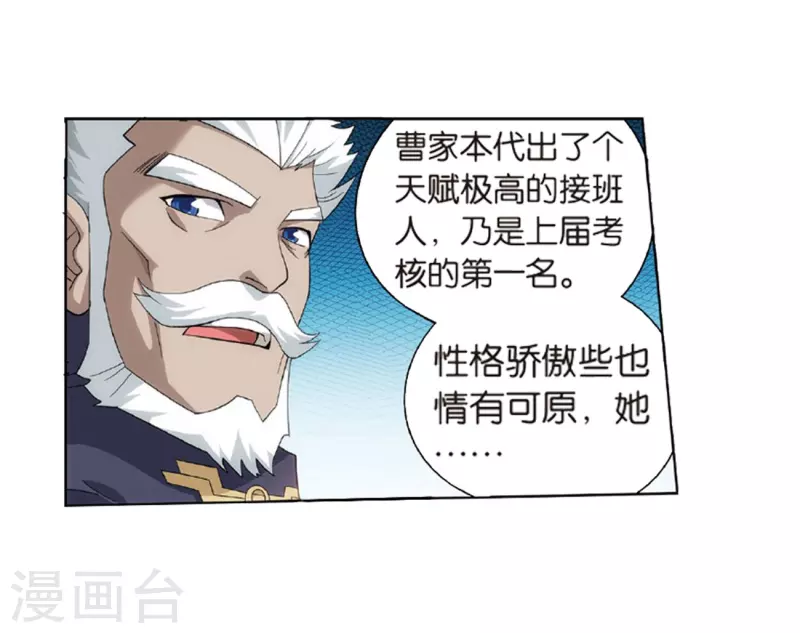 曹家本代出了个
天赋极高的接班
人，乃是上届考
核的第一名。
性格骄傲些也
情有可原，她
……
漫画台